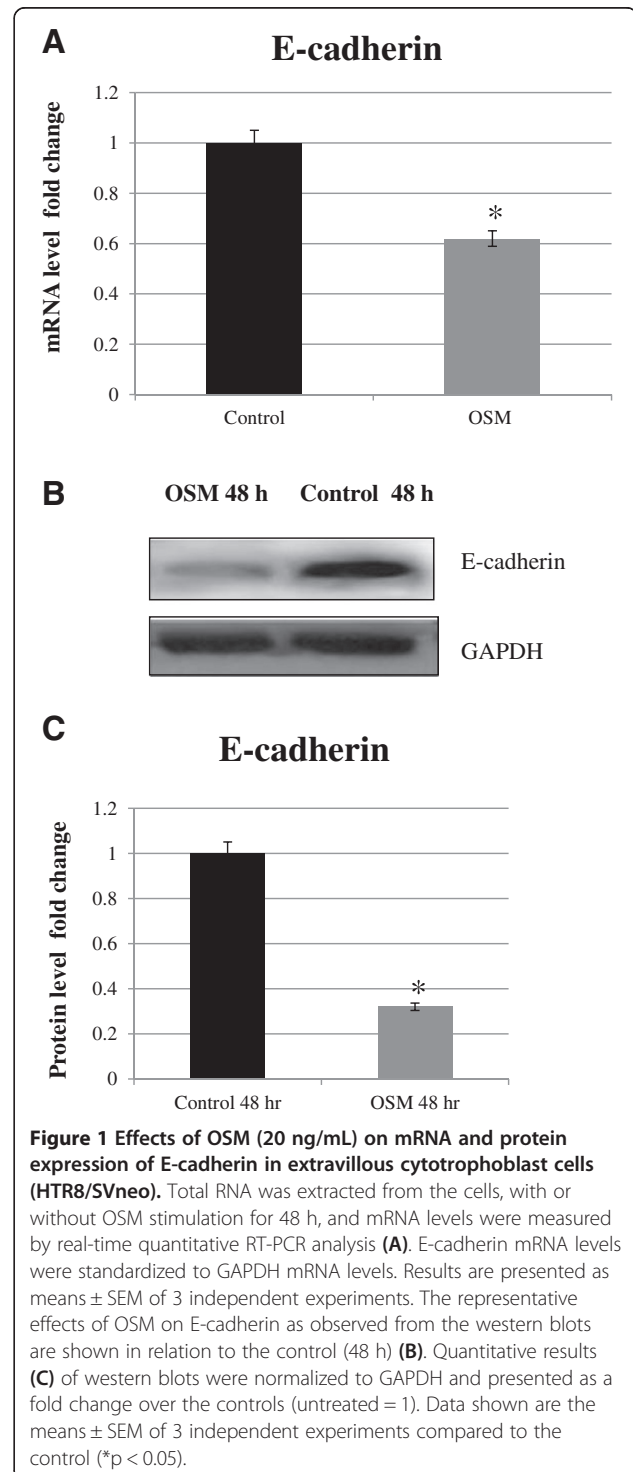 A
E-cadherin
mRNA level fold change
1.2
1
0.8
0.6
0.4
0.2
0
*
Control OSM
B
OSM 48 h Control 48 h
E-cadherin
GAPDH
C
E-cadherin
Protein level fold change
1.2
1
0.8
0.6
0.4
0.2
0
*
Control 48 hr OSM 48 hr
Figure 1 Effects of OSM (20 ng/mL) on mRNA and protein
expression of E-cadherin in extravillous cytotrophoblast cells
(HTR8/SVneo). Total RNA was extracted from the cells, with or
without OSM stimulation for 48 h, and mRNA levels were measured
by real-time quantitative RT-PCR analysis (A). E-cadherin mRNA levels
were standardized to GAPDH mRNA levels. Results are presented as
means ± SEM of 3 independent experiments. The representative
effects of OSM on E-cadherin as observed from the western blots
are shown in relation to the control (48 h) (B). Quantitative results
(C) of western blots were normalized to GAPDH and presented as a
fold change over the controls (untreated = 1). Data shown are the
means ± SEM of 3 independent experiments compared to the
control (*p < 0.05).